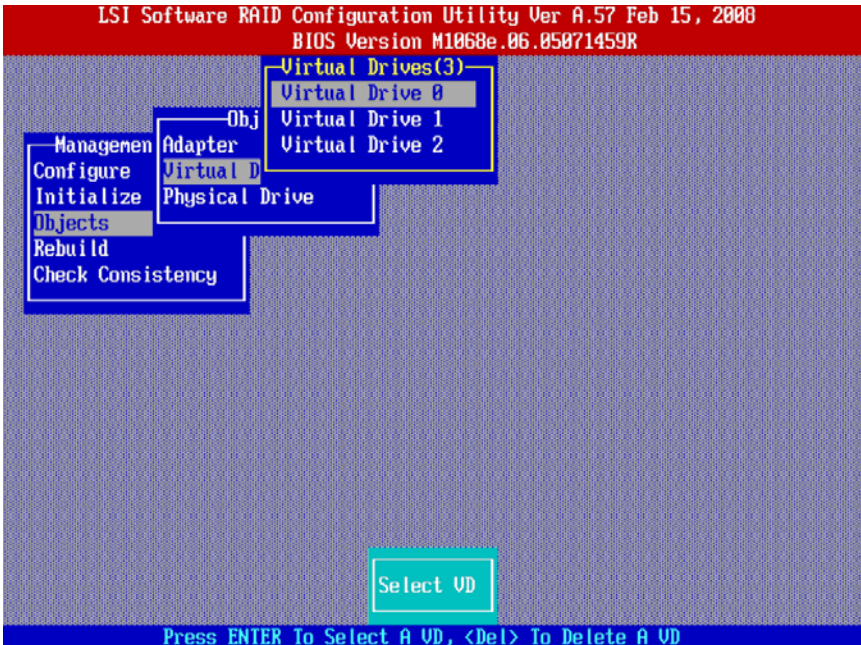 LSI Software RAID Configuration Utility Ver A.57 Feb 15, 2008
BIOS Version M1068e.06.05071459R
Virtual Drives(3)
Virtual Drive 0
Virtual Drive 1
Virtual Drive 2
Obj
Adapter
Virtual D
Physical Drive
Managemen
Configure
Initialize
Objects
Rebuild
Check Consistency
Select VD
Press ENTER To Select A VD, <Del> To Delete A VD